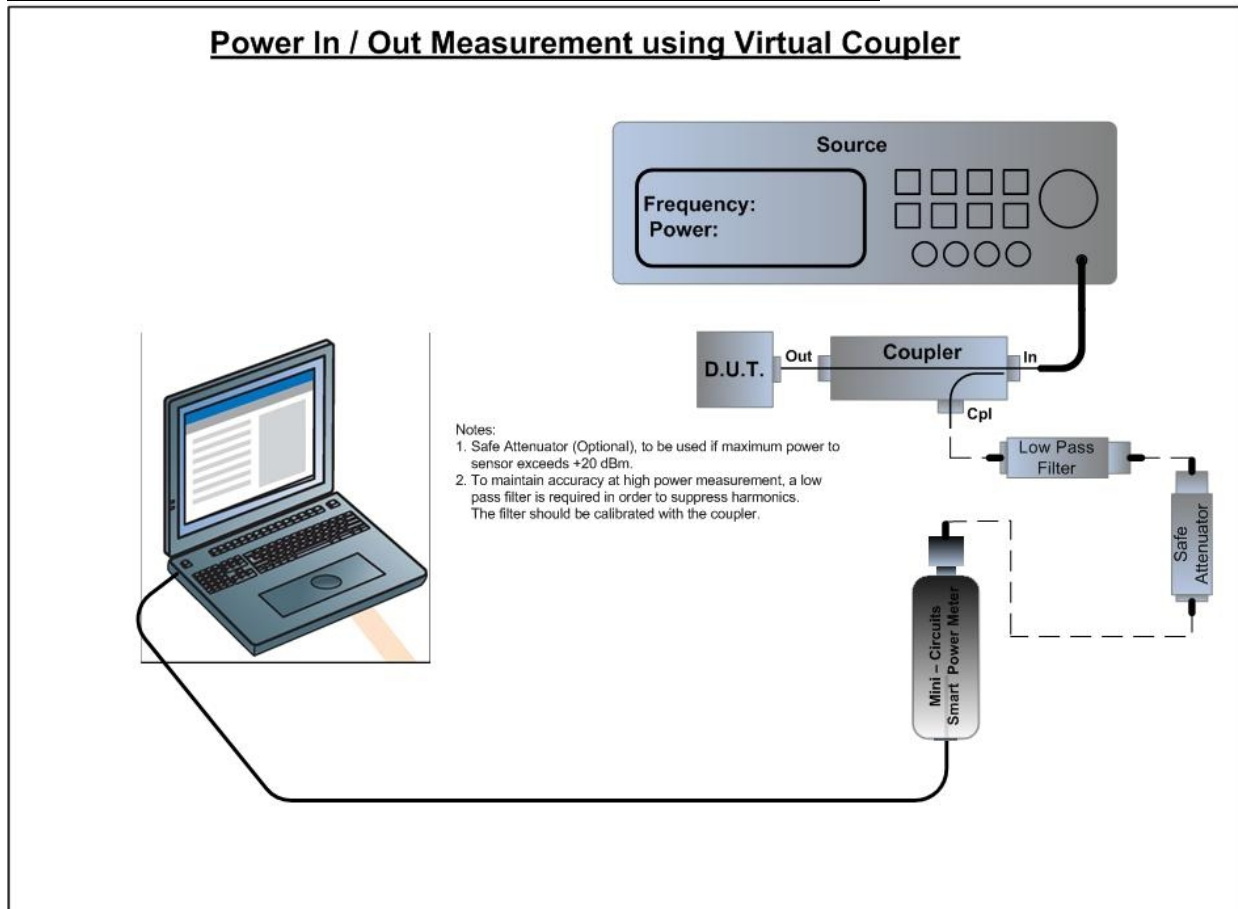 Power In / Out Measurement using Virtual Coupler
Source
Frequency:
Power:
D.U.T.
Out
Coupler
In
Cpl
Notes:
1. Safe Attenuator (Optional), to be used if maximum power to
sensor exceeds +20 dBm.
2. To maintain accuracy at high power measurement, a low
pass filter is required in order to suppress harmonics.
The filter should be calibrated with the coupler.
Low Pass
Filter
Safe
Attenuator
Mini – Circuits
Smart Power Meter